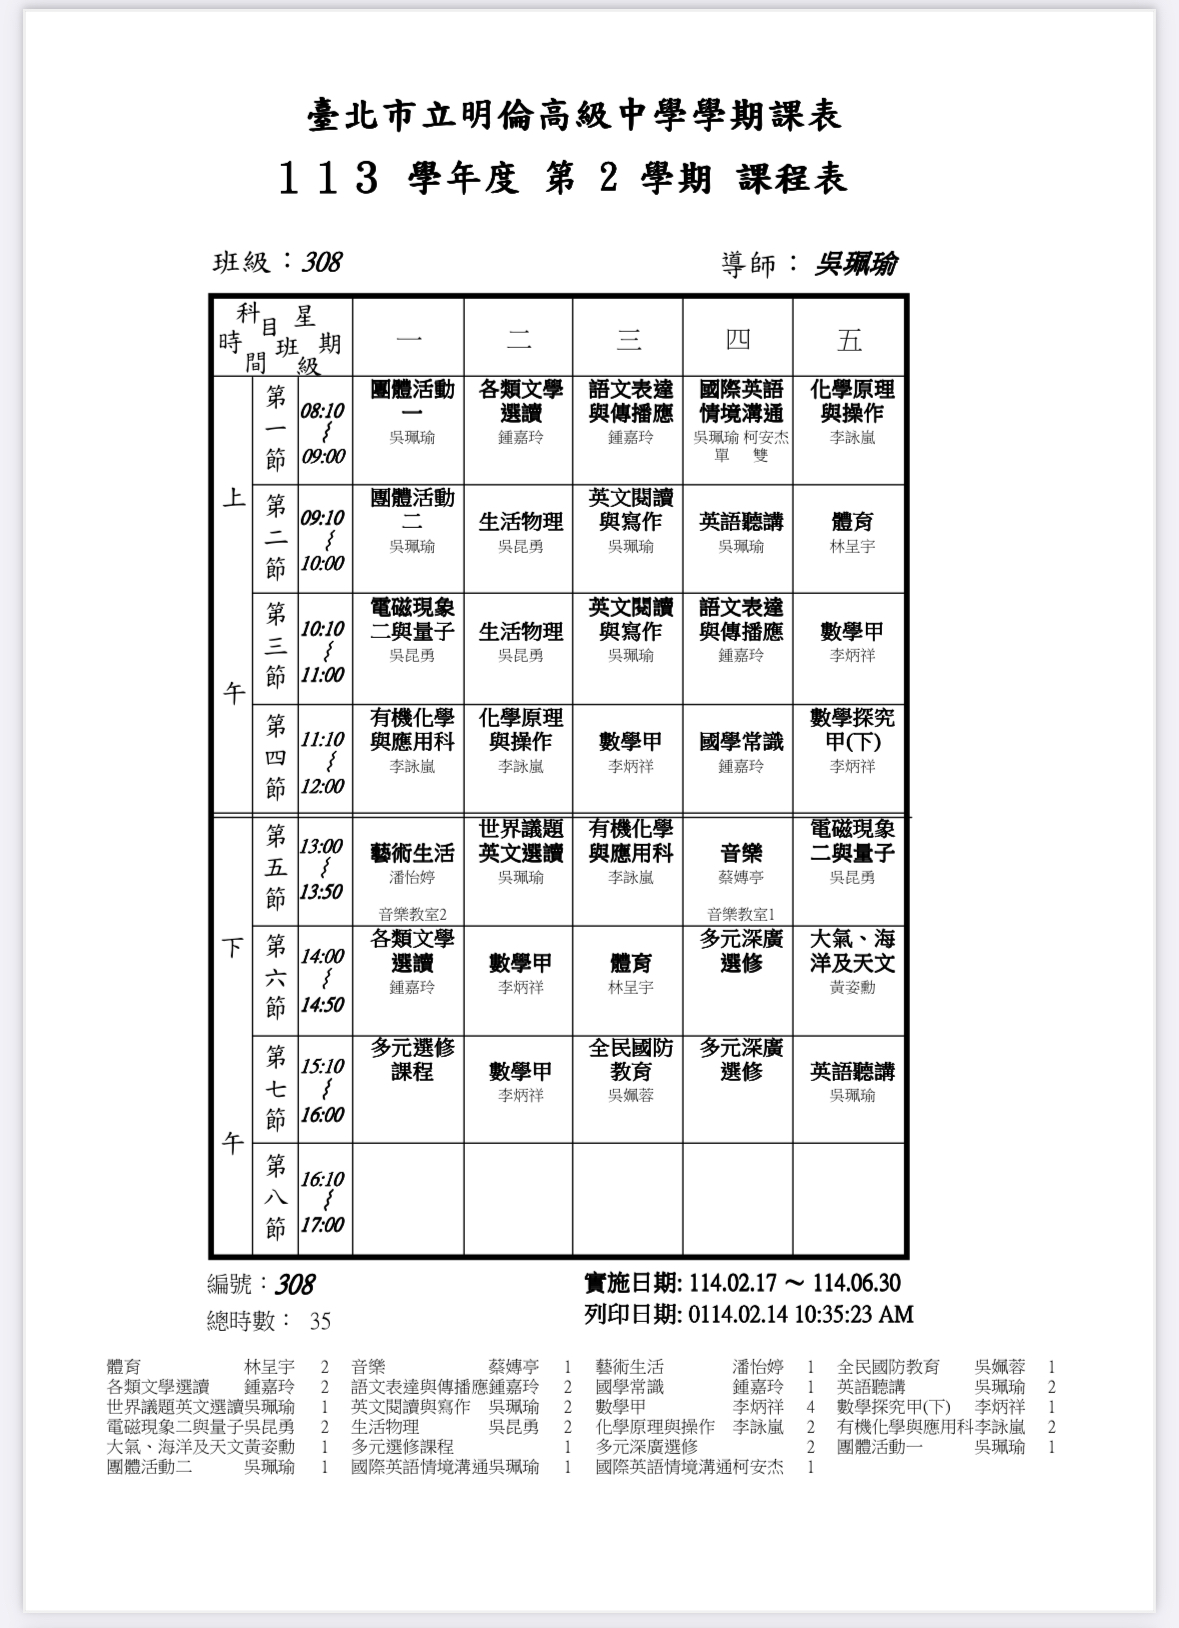 臺北市立明倫高級中學學期課表
113 學年度 第 2 學期 課程表
班級：308 導師： 吳珮瑜
科目 星期 時間 班級 一 二 三 四 五
上午
第一節 08:10 ~ 09:00
團體活動一 吳珮瑜
各類文學選讀 鍾嘉玲
語文表達與傳播應 鍾嘉玲
國際英語情境溝通 吳珮瑜 柯安杰 單 雙
化學原理與操作 李詠嵐
第二節 09:10 ~ 10:00
團體活動二 吳珮瑜
生活物理 吳昆勇
英文閱讀與寫作 吳珮瑜
英語聽講 吳珮瑜
體育 林呈宇
第三節 10:10 ~ 11:00
電磁現象二與量子 吳昆勇
生活物理 吳昆勇
英文閱讀與寫作 吳珮瑜
語文表達與傳播應 鍾嘉玲
數學甲 李炳祥
第四節 11:10 ~ 12:00
有機化學與應用科 李詠嵐
化學原理與操作 李詠嵐
數學甲 李炳祥
國學常識 鍾嘉玲
數學探究甲(下) 李炳祥
下午
第五節 13:00 ~ 13:50
藝術生活 潘怡婷 音樂教室2
世界議題英文選讀 吳珮瑜
有機化學與應用科 李詠嵐
音樂 蔡嫥亭 音樂教室1
電磁現象二與量子 吳昆勇
第六節 14:00 ~ 14:50
各類文學選讀 鍾嘉玲
數學甲 李炳祥
體育 林呈宇
多元深廣選修
大氣、海洋及天文 黃姿勳
第七節 15:10 ~ 16:00
多元選修課程
數學甲 李炳祥
全民國防教育 吳姵蓉
多元深廣選修
英語聽講 吳珮瑜
第八節 16:10 ~ 17:00
編號：308 實施日期: 114.02.17 ～ 114.06.30
總時數： 35 列印日期: 0114.02.14 10:35:23 AM
體育 林呈宇 2 音樂 蔡嫥亭 1 藝術生活 潘怡婷 1 全民國防教育 吳姵蓉 1
各類文學選讀 鍾嘉玲 2 語文表達與傳播應鍾嘉玲 2 國學常識 鍾嘉玲 1 英語聽講 吳珮瑜 2
世界議題英文選讀吳珮瑜 1 英文閱讀與寫作 吳珮瑜 2 數學甲 李炳祥 4 數學探究甲(下) 李炳祥 1
電磁現象二與量子吳昆勇 2 生活物理 吳昆勇 2 化學原理與操作 李詠嵐 2 有機化學與應用科李詠嵐 2
大氣、海洋及天文黃姿勳 1 多元選修課程 1 多元深廣選修 2 團體活動一 吳珮瑜 1
團體活動二 吳珮瑜 1 國際英語情境溝通吳珮瑜 1 國際英語情境溝通柯安杰 1